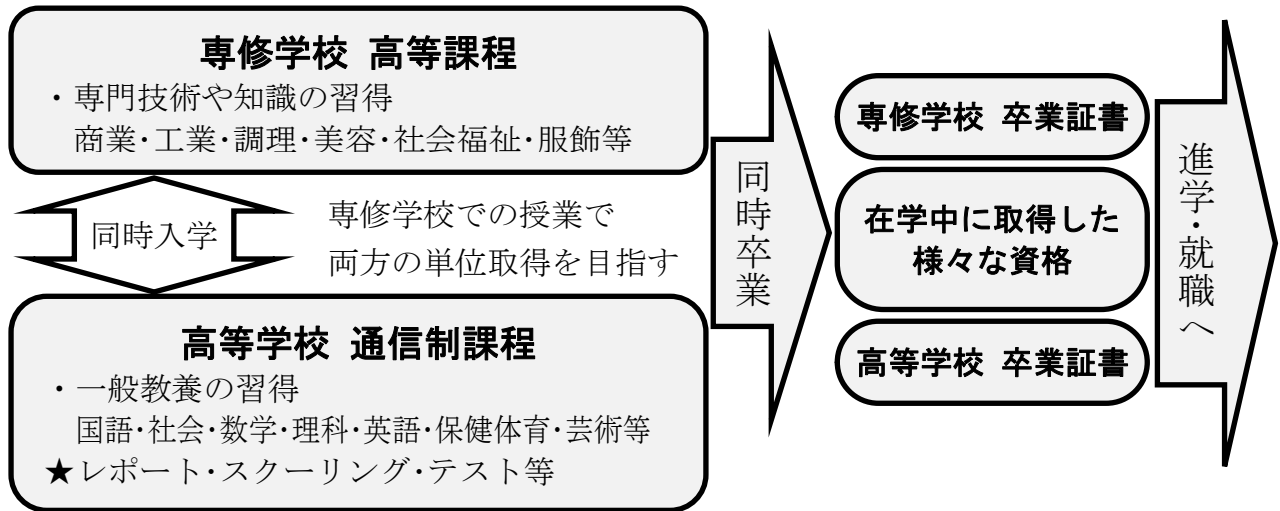 専修学校 高等課程
・専門技術や知識の習得
商業・工業・調理・美容・社会福祉・服飾等
同時入学
専修学校での授業で
両方の単位取得を目指す
高等学校 通信制課程
・一般教養の習得
国語・社会・数学・理科・英語・保健体育・芸術等
★レポート・スクーリング・テスト等
同時卒業
専修学校 卒業証書
在学中に取得した
様々な資格
高等学校 卒業証書
進学・就職へ